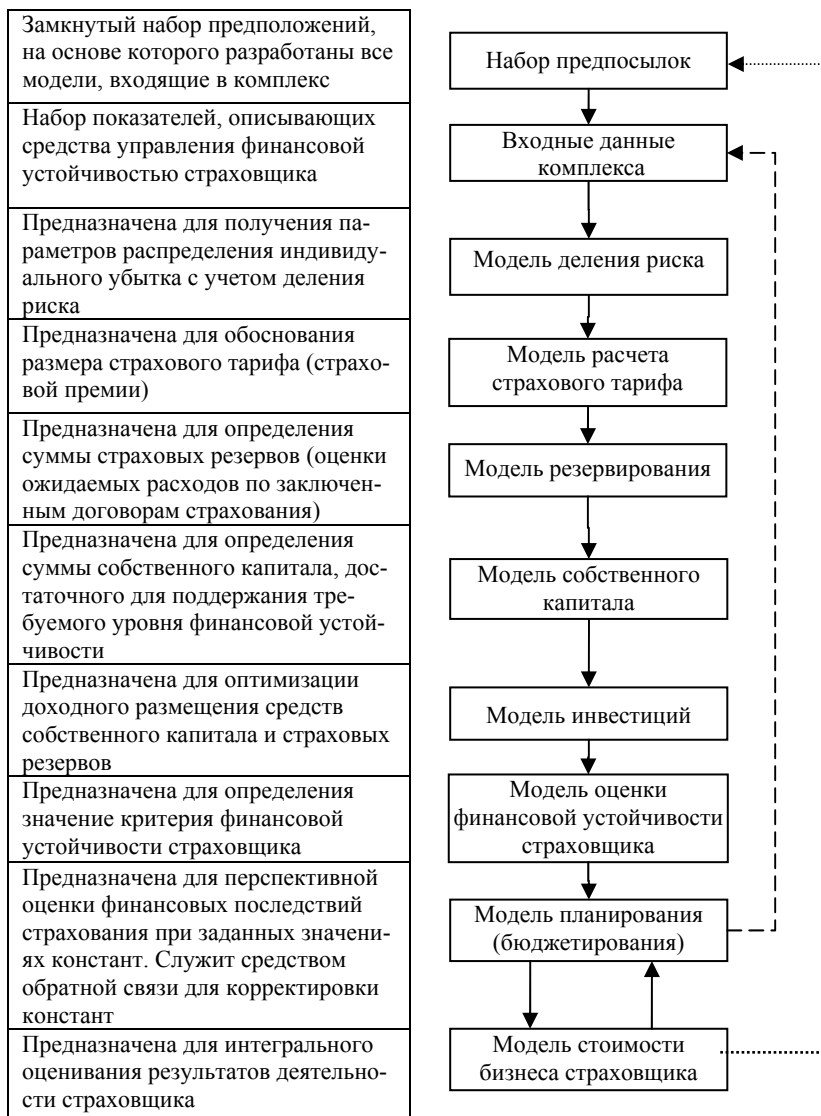 Замкнутый набор предположений,
на основе которого разработаны все
модели, входящие в комплекс
Набор предпосылок
Набор показателей, описывающих
средства управления финансовой
устойчивостью страховщика
Входные данные
комплекса
Предназначена для получения па-
раметров распределения индивиду-
ального убытка с учетом деления
риска
Модель деления риска
Предназначена для обоснования
размера страхового тарифа (страхо-
вой премии)
Модель расчета
страхового тарифа
Предназначена для определения
суммы страховых резервов (оценки
ожидаемых расходов по заключен-
ным договорам страхования)
Модель резервирования
Предназначена для определения
суммы собственного капитала, дос-
таточного для поддержания тре-
буемого уровня финансовой устой-
чивости
Модель собственного
капитала
Предназначена для оптимизации
доходного размещения средств
собственного капитала и страховых
резервов
Модель инвестиций
Предназначена для определения
значение критерия финансовой
устойчивости страховщика
Модель оценки
финансовой устойчивости
страховщика
Предназначена для перспективной
оценки финансовых последствий
страхования при заданных значени-
ях констант. Служит средством
обратной связи для корректировки
констант
Модель планирования
(бюджетирования)
Предназначена для интегрального
оценивания результатов деятельно-
сти страховщика
Модель стоимости
бизнеса страховщика